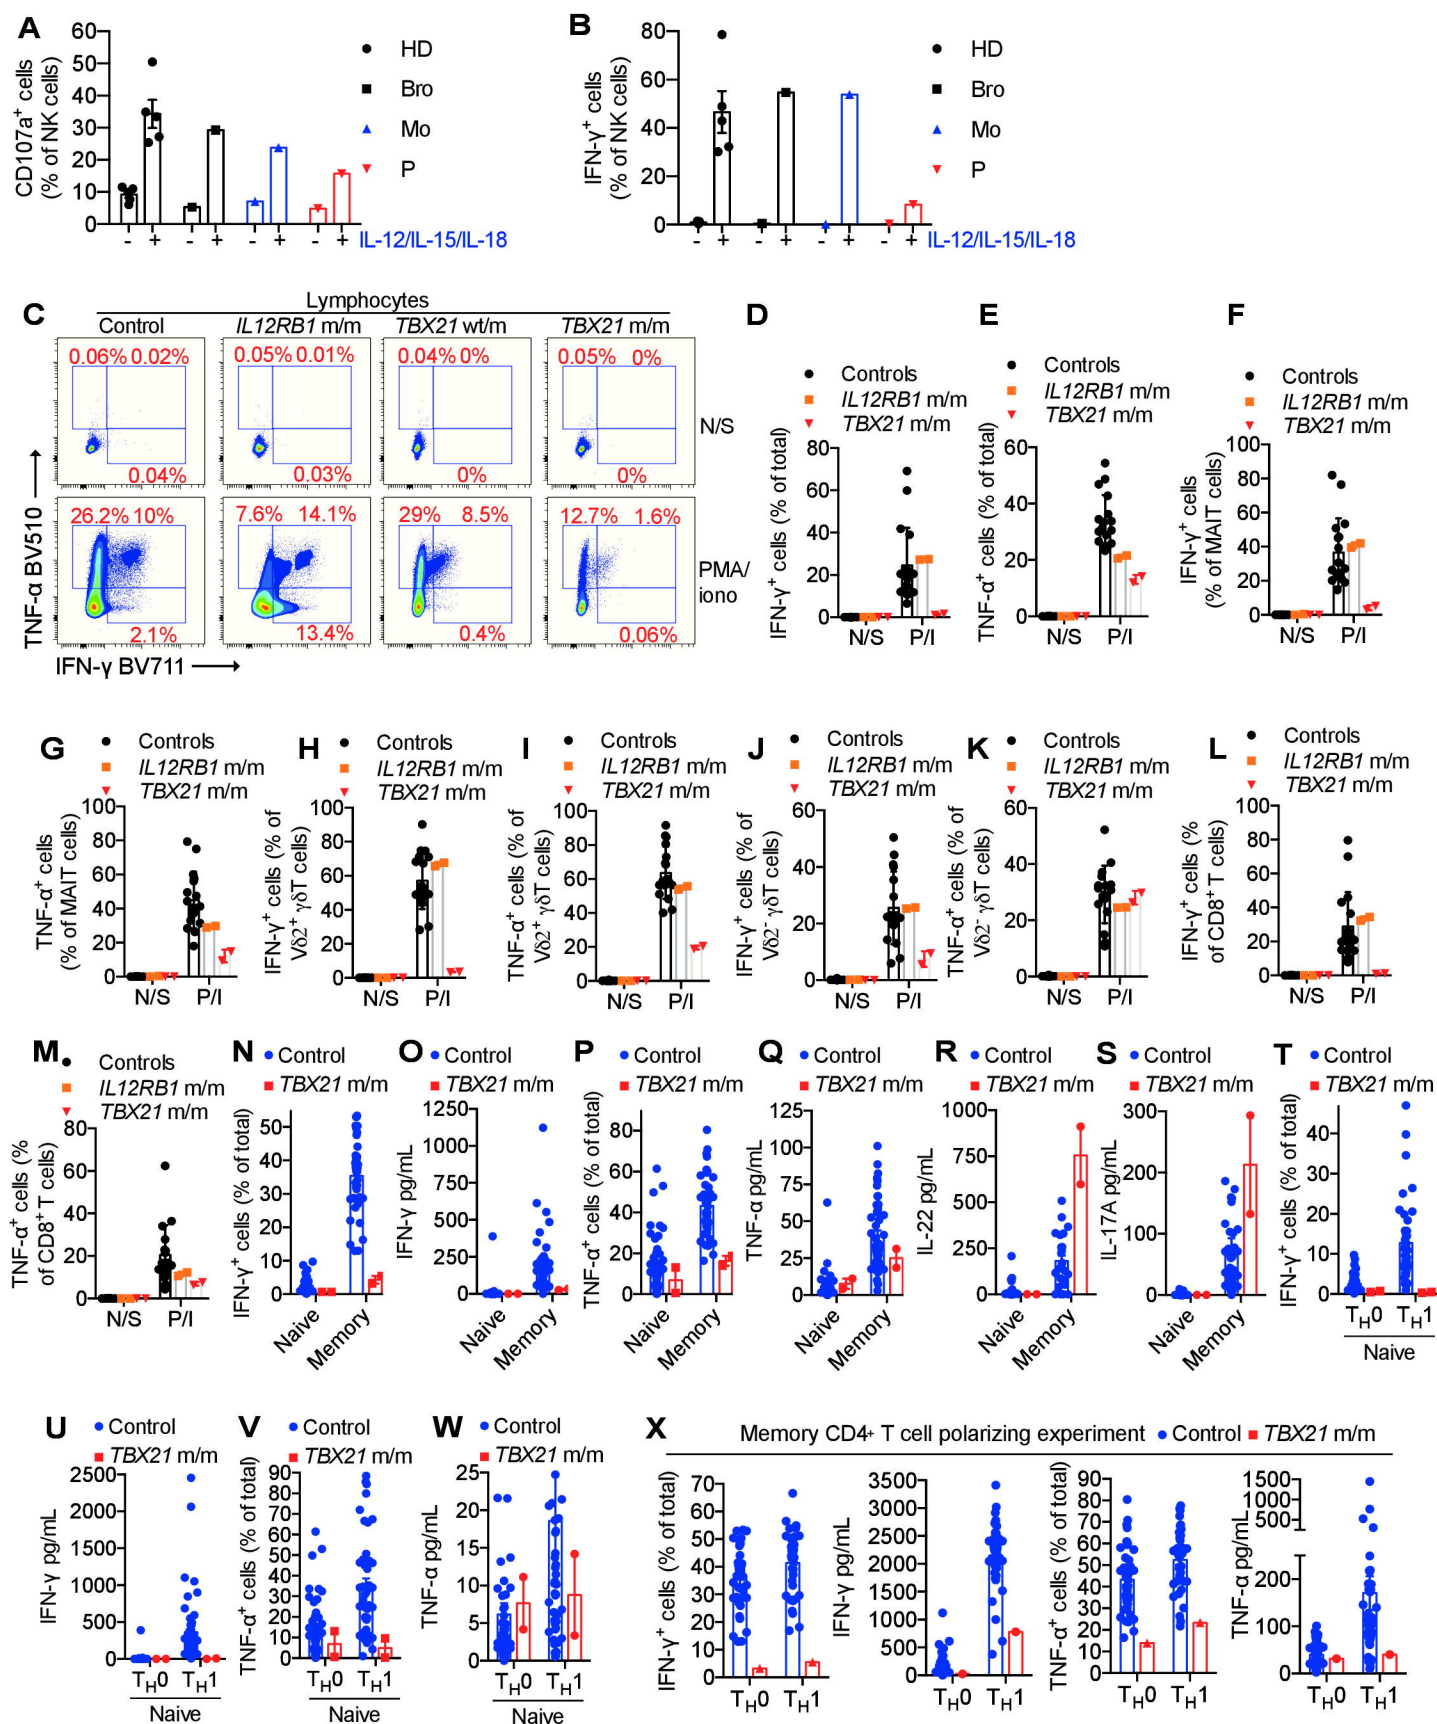 A
CD107a+ cells
(% of NK cells)
60
50
40
30
20
10
0
- + - + - + - + IL-12/IL-15/IL-18
HD
Bro
Mo
P
B
IFN-γ+ cells
(% of NK cells)
80
60
40
20
0
- + - + - + - + IL-12/IL-15/IL-18
HD
Bro
Mo
P
C
Lymphocytes
Control IL12RB1 m/m TBX21 wt/m TBX21 m/m
0.06% 0.02% 0.05% 0.01% 0.04% 0% 0.05% 0%
N/S
0.04% 0.03% 0% 0%
26.2% 10% 7.6% 14.1% 29% 8.5% 12.7% 1.6%
PMA/
iono
2.1% 13.4% 0.4% 0.06%
TNF-α BV510
IFN-γ BV711
D
Controls
IL12RB1 m/m
TBX21 m/m
IFN-γ+ cells (% of total)
80
60
40
20
0
N/S P/I
E
Controls
IL12RB1 m/m
TBX21 m/m
TNF-α+ cells (% of total)
60
40
20
0
N/S P/I
F
Controls
IL12RB1 m/m
TBX21 m/m
IFN-γ+ cells
(% of MAIT cells)
100
80
60
40
20
0
N/S P/I
G
Controls
IL12RB1 m/m
TBX21 m/m
TNF-α+ cells
(% of MAIT cells)
100
80
60
40
20
0
N/S P/I
H
Controls
IL12RB1 m/m
TBX21 m/m
IFN-γ+ cells (% of
Vδ2+ γδT cells)
100
80
60
40
20
0
N/S P/I
I
Controls
IL12RB1 m/m
TBX21 m/m
TNF-α+ cells (% of
Vδ2+ γδT cells)
100
80
60
40
20
0
N/S P/I
J
Controls
IL12RB1 m/m
TBX21 m/m
IFN-γ+ cells (% of
Vδ2- γδT cells)
60
40
20
0
N/S P/I
K
Controls
IL12RB1 m/m
TBX21 m/m
TNF-α+ cells (% of
Vδ2- γδT cells)
60
40
20
0
N/S P/I
L
Controls
IL12RB1 m/m
TBX21 m/m
IFN-γ+ cells (%
of CD8+ T cells)
100
80
60
40
20
0
N/S P/I
M
Controls
IL12RB1 m/m
TBX21 m/m
TNF-α+ cells (%
of CD8+ T cells)
80
60
40
20
0
N/S P/I
N
Control
TBX21 m/m
IFN-γ+ cells (% of total)
50
40
30
20
10
0
Naive Memory
O
Control
TBX21 m/m
IFN-γ pg/mL
1250
1000
750
500
250
0
Naive Memory
P
Control
TBX21 m/m
TNF-α+ cells (% of total)
80
60
40
20
0
Naive Memory
Q
Control
TBX21 m/m
TNF-α pg/mL
125
100
75
50
25
0
Naive Memory
R
Control
TBX21 m/m
IL-22 pg/mL
1000
750
500
250
0
Naive Memory
S
Control
TBX21 m/m
IL-17A pg/mL
300
200
100
0
Naive Memory
T
Control
TBX21 m/m
IFN-γ+ cells (% of total)
40
30
20
10
0
TH0 TH1
Naive
U
Control
TBX21 m/m
IFN-γ pg/mL
2500
2000
1500
1000
500
0
TH0 TH1
Naive
V
Control
TBX21 m/m
TNF-α+ cells (% of total)
90
80
70
60
50
40
30
20
10
0
TH0 TH1
Naive
W
Control
TBX21 m/m
TNF-α pg/mL
25
20
15
10
5
0
TH0 TH1
Naive
X
Memory CD4+ T cell polarizing experiment Control TBX21 m/m
IFN-γ+ cells (% of total)
70
60
50
40
30
20
10
0
TH0 TH1
IFN-γ pg/mL
3500
3000
2500
2000
1500
1000
500
0
TH0 TH1
TNF-α+ cells (% of total)
90
80
70
60
50
40
30
20
10
0
TH0 TH1
TNF-α pg/mL
1500
1000
500
200
100
0
TH0 TH1